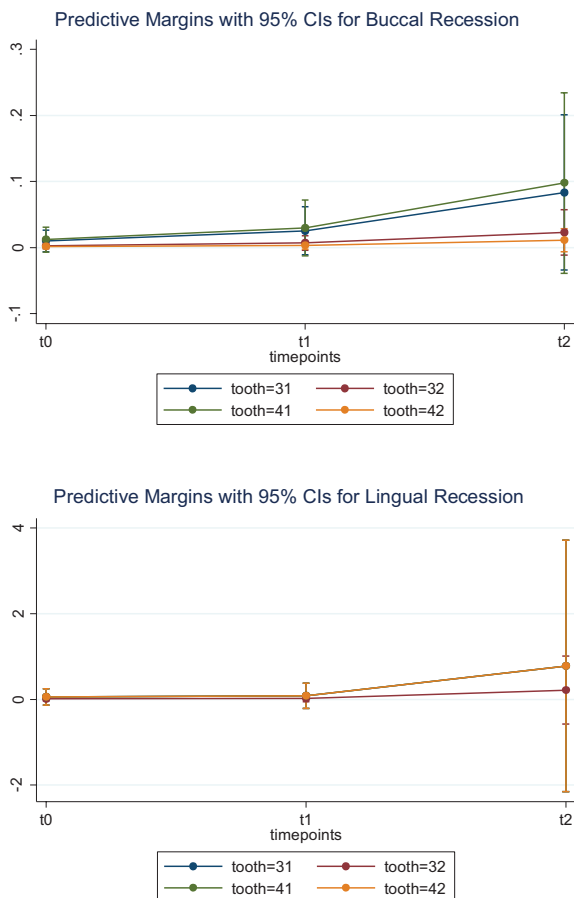 Predictive Margins with 95% CIs for Buccal Recession
.3
.2
.1
0
-.1
t0 t1 t2
timepoints
tooth=31 tooth=32
tooth=41 tooth=42
Predictive Margins with 95% CIs for Lingual Recession
4
2
0
-2
t0 t1 t2
timepoints
tooth=31 tooth=32
tooth=41 tooth=42